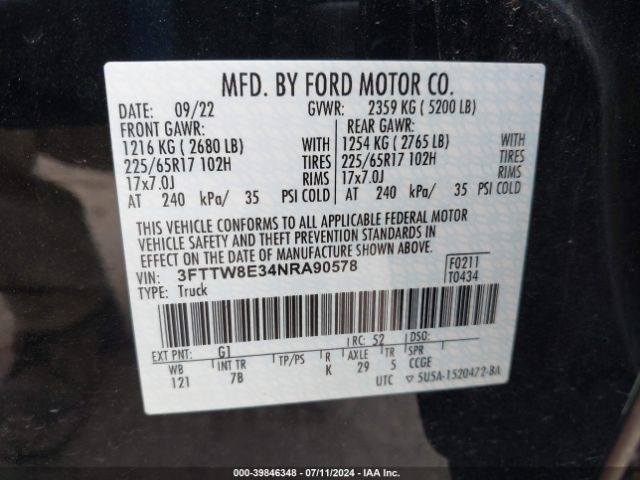 MFD. BY FORD MOTOR CO.
DATE: 09/22 GVWR: 2359 KG ( 5200 LB)
FRONT GAWR: REAR GAWR:
1216 KG ( 2680 LB) WITH 1254 KG ( 2765 LB) WITH
225/65R17 102H TIRES 225/65R17 102H TIRES
17x7.0J RIMS 17x7.0J RIMS
AT 240 kPa/ 35 PSI COLD AT 240 kPa/ 35 PSI COLD
THIS VEHICLE CONFORMS TO ALL APPLICABLE FEDERAL MOTOR
VEHICLE SAFETY AND THEFT PREVENTION STANDARDS IN
EFFECT ON THE DATE OF MANUFACTURE SHOWN ABOVE.
VIN: 3FTTW8E34NRA90578 F0211
TYPE: Truck T0434
EXT PNT: G1 RC: 52 DSO:
WB INT TR TP/PS R AXLE TR SPR
121 7B K 29 5 CCGE
UTC ▽ 5U5A-1520472-BA
000-39846348 - 07/11/2024 - IAA Inc.